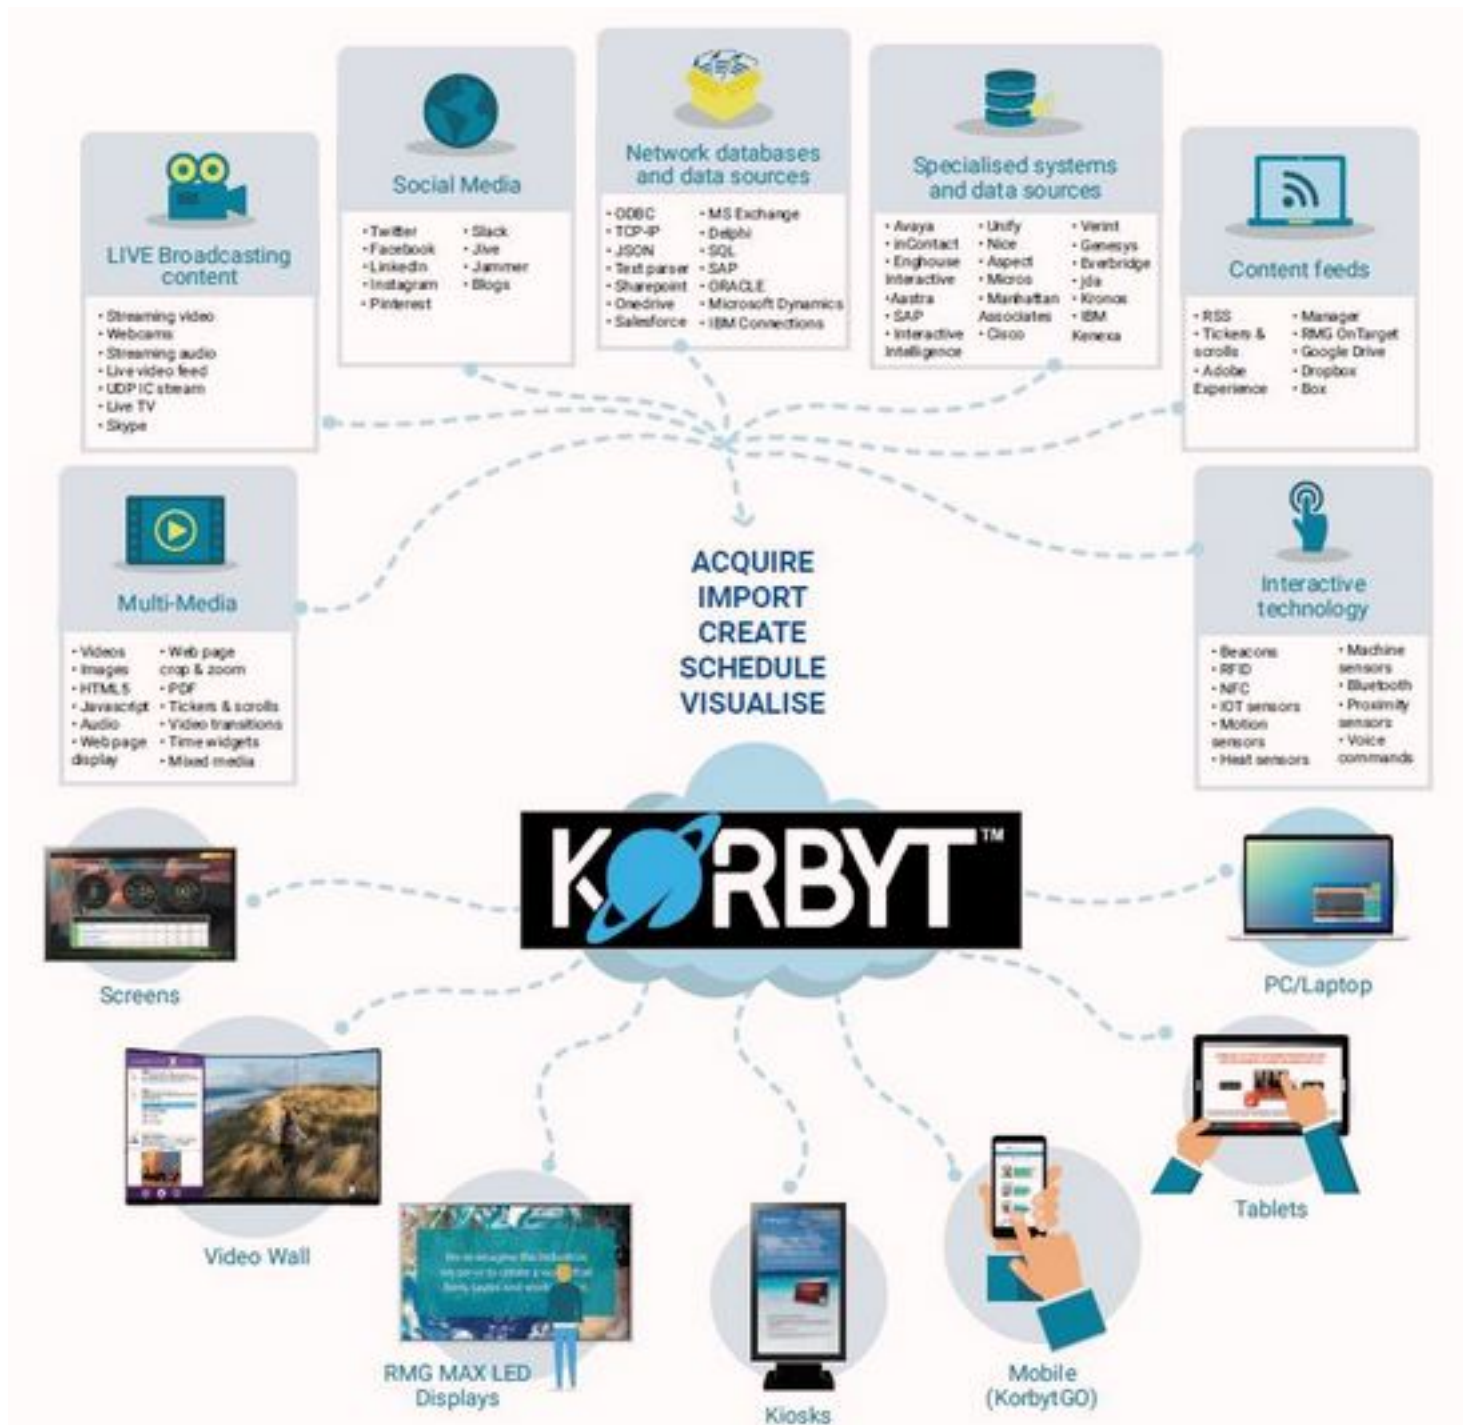 LIVE Broadcasting
content
• Streaming video
• Webcams
• Streaming audio
• Live video feed
• UDP IC stream
• Live TV
• Skype
Social Media
• Twitter
• Facebook
• LinkedIn
• Instagram
• Pinterest
• Slack
• Jive
• Jammer
• Blogs
Network databases
and data sources
• ODBC
• TCP-IP
• JSON
• Text parser
• Sharepoint
• Onedrive
• Salesforce
• MS Exchange
• Delphi
• SQL
• SAP
• ORACLE
• Microsoft Dynamics
• IBM Connections
Specialised systems
and data sources
• Avaya
• inContact
• Enghouse
Interactive
•Aastra
• SAP
• Interactive
Intelligence
• Unify
• Nice
• Aspect
• Micros
• Manhattan
Associates
• Cisco
• Verint
• Genesys
• Everbridge
• jda
• Kronos
• IBM
Kenexa
Content feeds
• RSS
• Tickers &
scrolls
• Adobe
Experience
• Manager
• RMG OnTarget
• Google Drive
• Dropbox
• Box
Multi-Media
• Videos
• Images
• HTML5
• Javascript
• Audio
• Web page
display
• Web page
crop & zoom
• PDF
• Tickers & scrolls
• Video transitions
• Time widgets
• Mixed media
Interactive
technology
• Beacons
• RFID
• NFC
• IOT sensors
• Motion
sensors
• Heat sensors
• Machine
sensors
• Bluetooth
• Proximity
sensors
• Voice
commands
ACQUIRE
IMPORT
CREATE
SCHEDULE
VISUALISE
KORBYT™
Screens
PC/Laptop
Video Wall
Tablets
RMG MAX LED
Displays
Kiosks
Mobile
(KorbytGO)